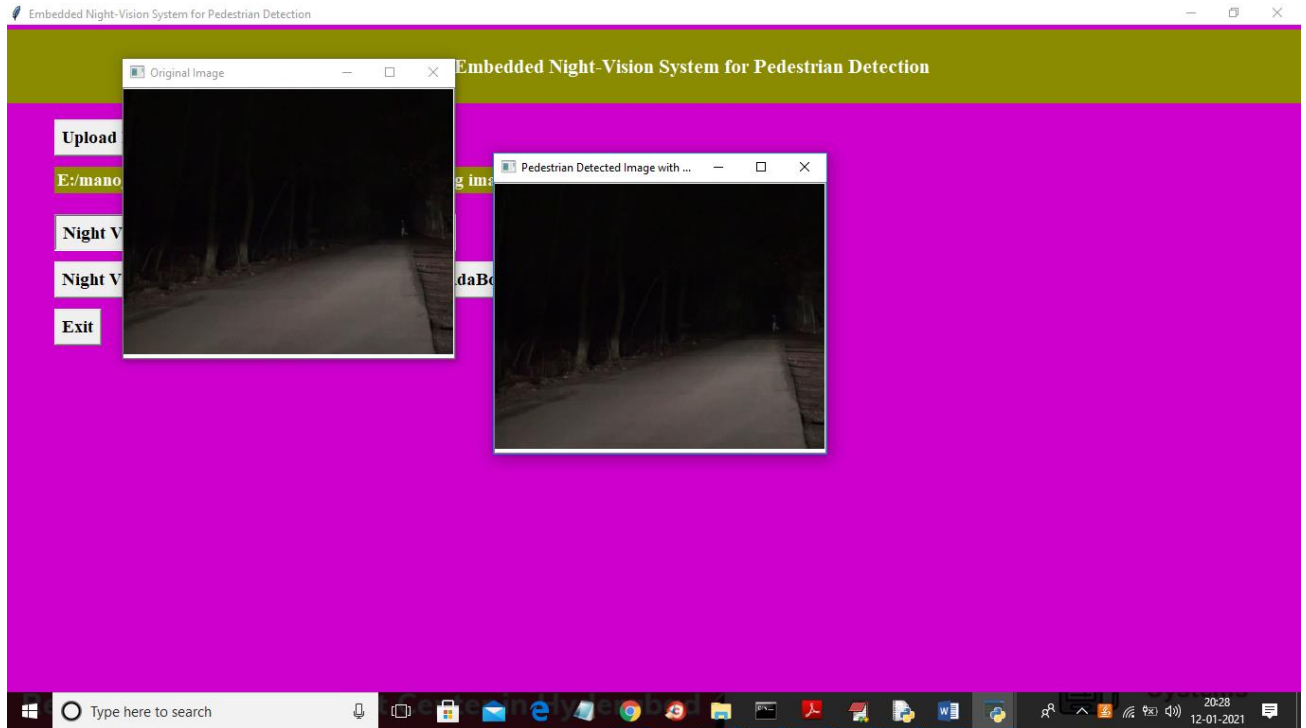 Embedded Night-Vision System for Pedestrian Detection
Original Image
Embedded Night-Vision System for Pedestrian Detection
Upload
Pedestrian Detected Image with ...
E:/mano
g ima
Night V
Night V
daBo
Exit
Type here to search
20:28
12-01-2021